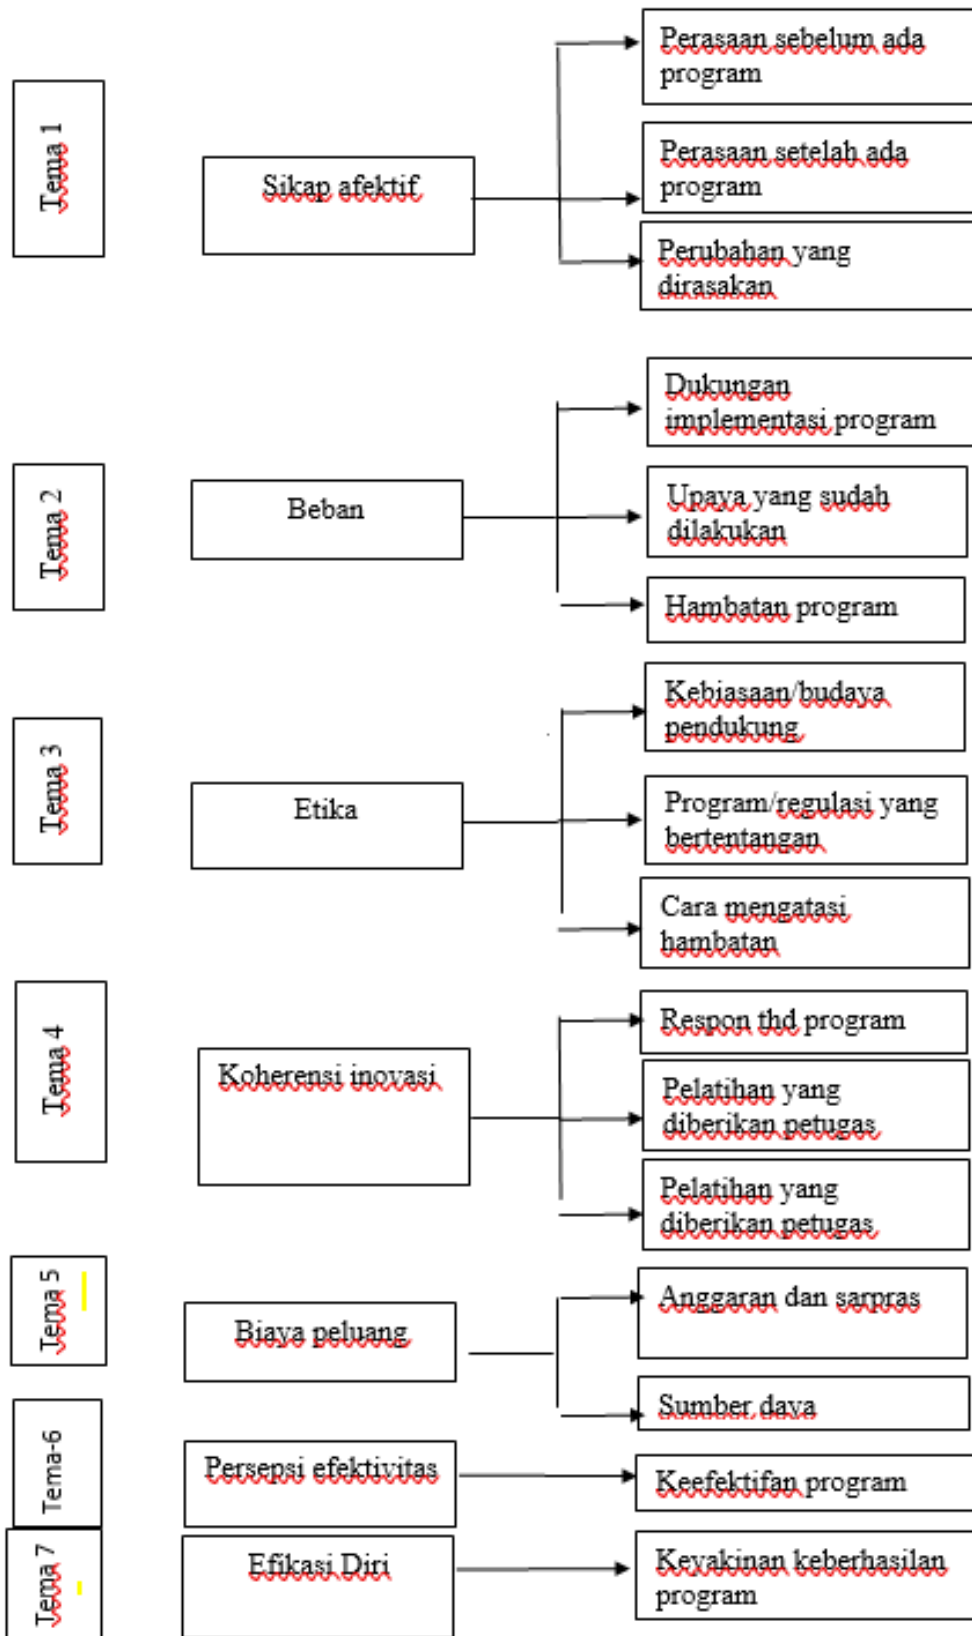 Tema 1
Sikap afektif
Perasaan sebelum ada
program
Perasaan setelah ada
program
Perubahan yang
dirasakan
Tema 2
Beban
Dukungan
implementasi program
Upaya yang sudah
dilakukan
Hambatan program
Tema 3
Etika
Kebiasaan/budaya
pendukung
Program/regulasi yang
bertentangan
Cara mengatasi
hambatan
Tema 4
Koherensi inovasi
Respon thd program
Pelatihan yang
diberikan petugas
Pelatihan yang
diberikan petugas
Tema 5
Biaya peluang
Anggaran dan sarpras
Sumber daya
Tema-6
Persepsi efektivitas
Keefektifan program
Tema 7
Efikasi Diri
Keyakinan keberhasilan
program